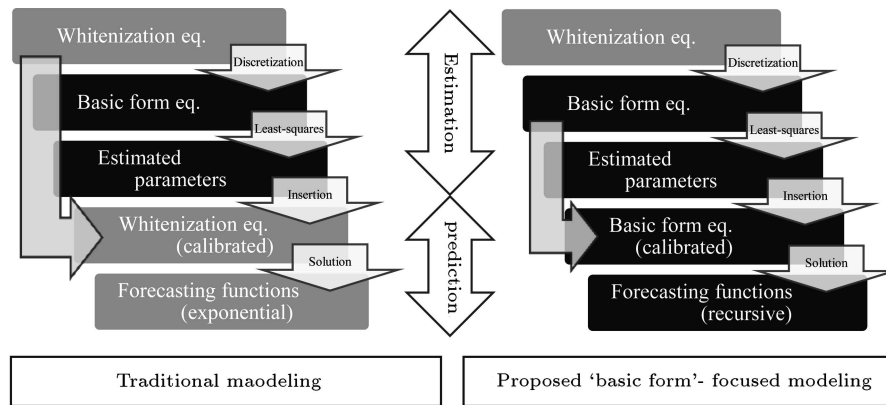 Whitenization eq.
Discretization
Basic form eq.
Least-squares
Estimated
parameters
Insertion
Whitenization eq.
(calibrated)
Solution
Forecasting functions
(exponential)
Traditional maodeling
Estimation
prediction
Whitenization eq.
Discretization
Basic form eq.
Least-squares
Estimated
parameters
Insertion
Basic form eq.
(calibrated)
Solution
Forecasting functions
(recursive)
Proposed ‘basic form’- focused modeling